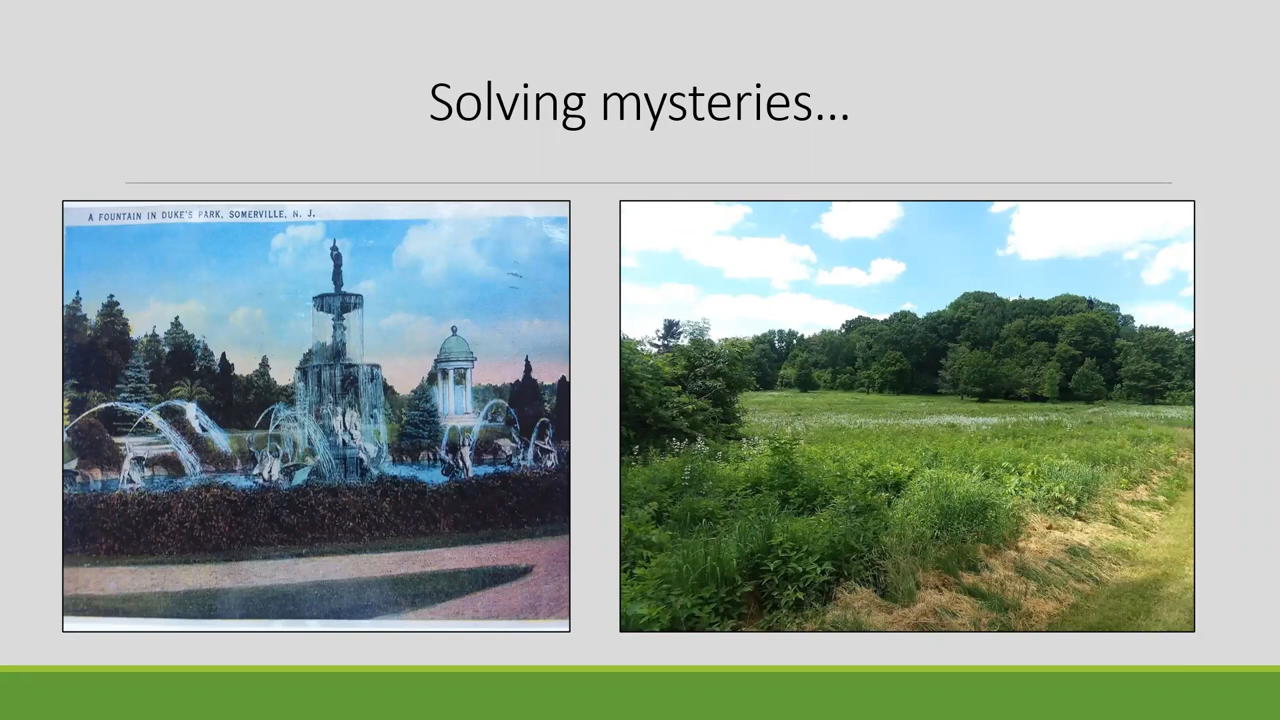 Solving mysteries...
A FOUNTAIN IN DUKE'S PARK, SOMERVILLE, N. J.